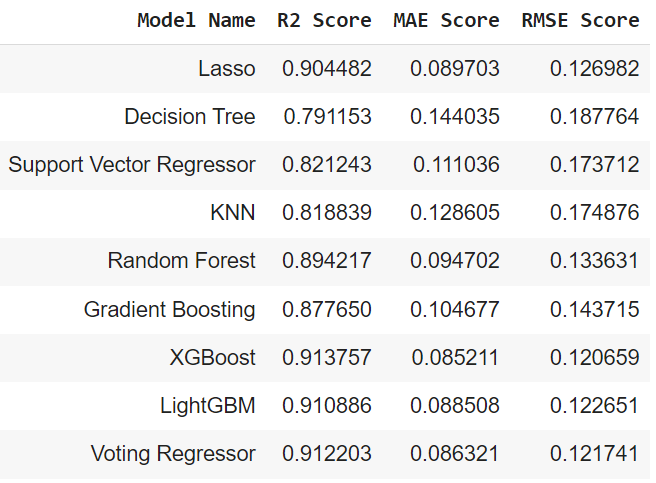 Model Name R2 Score MAE Score RMSE Score
Lasso 0.904482 0.089703 0.126982
Decision Tree 0.791153 0.144035 0.187764
Support Vector Regressor 0.821243 0.111036 0.173712
KNN 0.818839 0.128605 0.174876
Random Forest 0.894217 0.094702 0.133631
Gradient Boosting 0.877650 0.104677 0.143715
XGBoost 0.913757 0.085211 0.120659
LightGBM 0.910886 0.088508 0.122651
Voting Regressor 0.912203 0.086321 0.121741